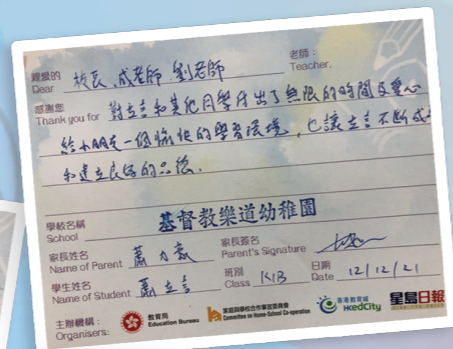 親愛的 校長,成老師,劉老師 老師:
Dear Teacher,
感謝您
Thank you for 對立言和其他同學付出了無限的時間及愛心
給小朋友一個愉快的學習環境,也讓立言不斷成
和建立良好的品德.
學校名稱
School 基督教樂道幼稚園
家長姓名 家長簽名
Name of Parent 蕭 Parent's Signature
學生姓名 班別 日期
Name of Student 蕭立言 Class K1B Date 12/12/21
主辦機構:
Organisers:
教育局
Education Bureau
家庭與學校合作事宜委員會
Committee on Home-School Co-operation
香港教育城
HKedCity
星島日報